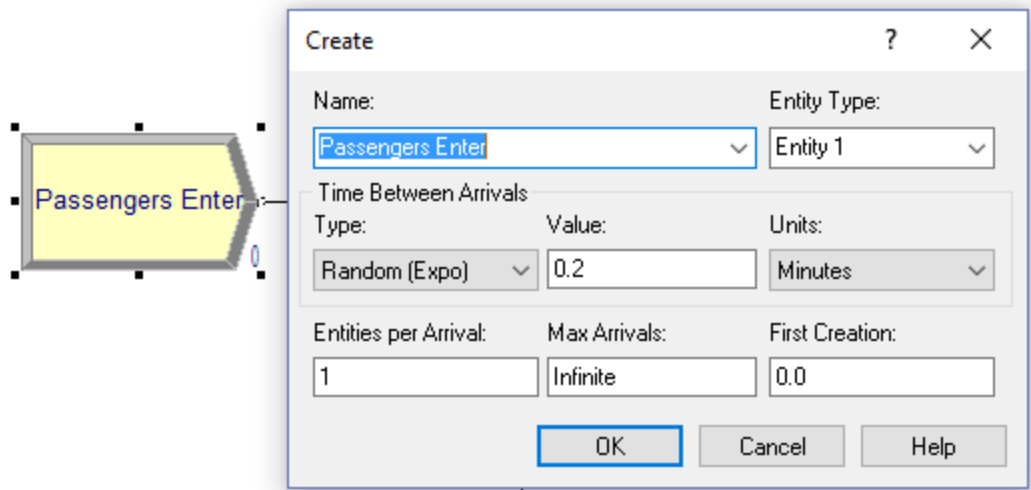 Create ?
Name: Entity Type:
Passengers Enter Entity 1
Passengers Enter
Time Between Arrivals
Type: Value: Units:
Random (Expo) 0.2 Minutes
0
Entities per Arrival: Max Arrivals: First Creation:
1 Infinite 0.0
OK Cancel Help